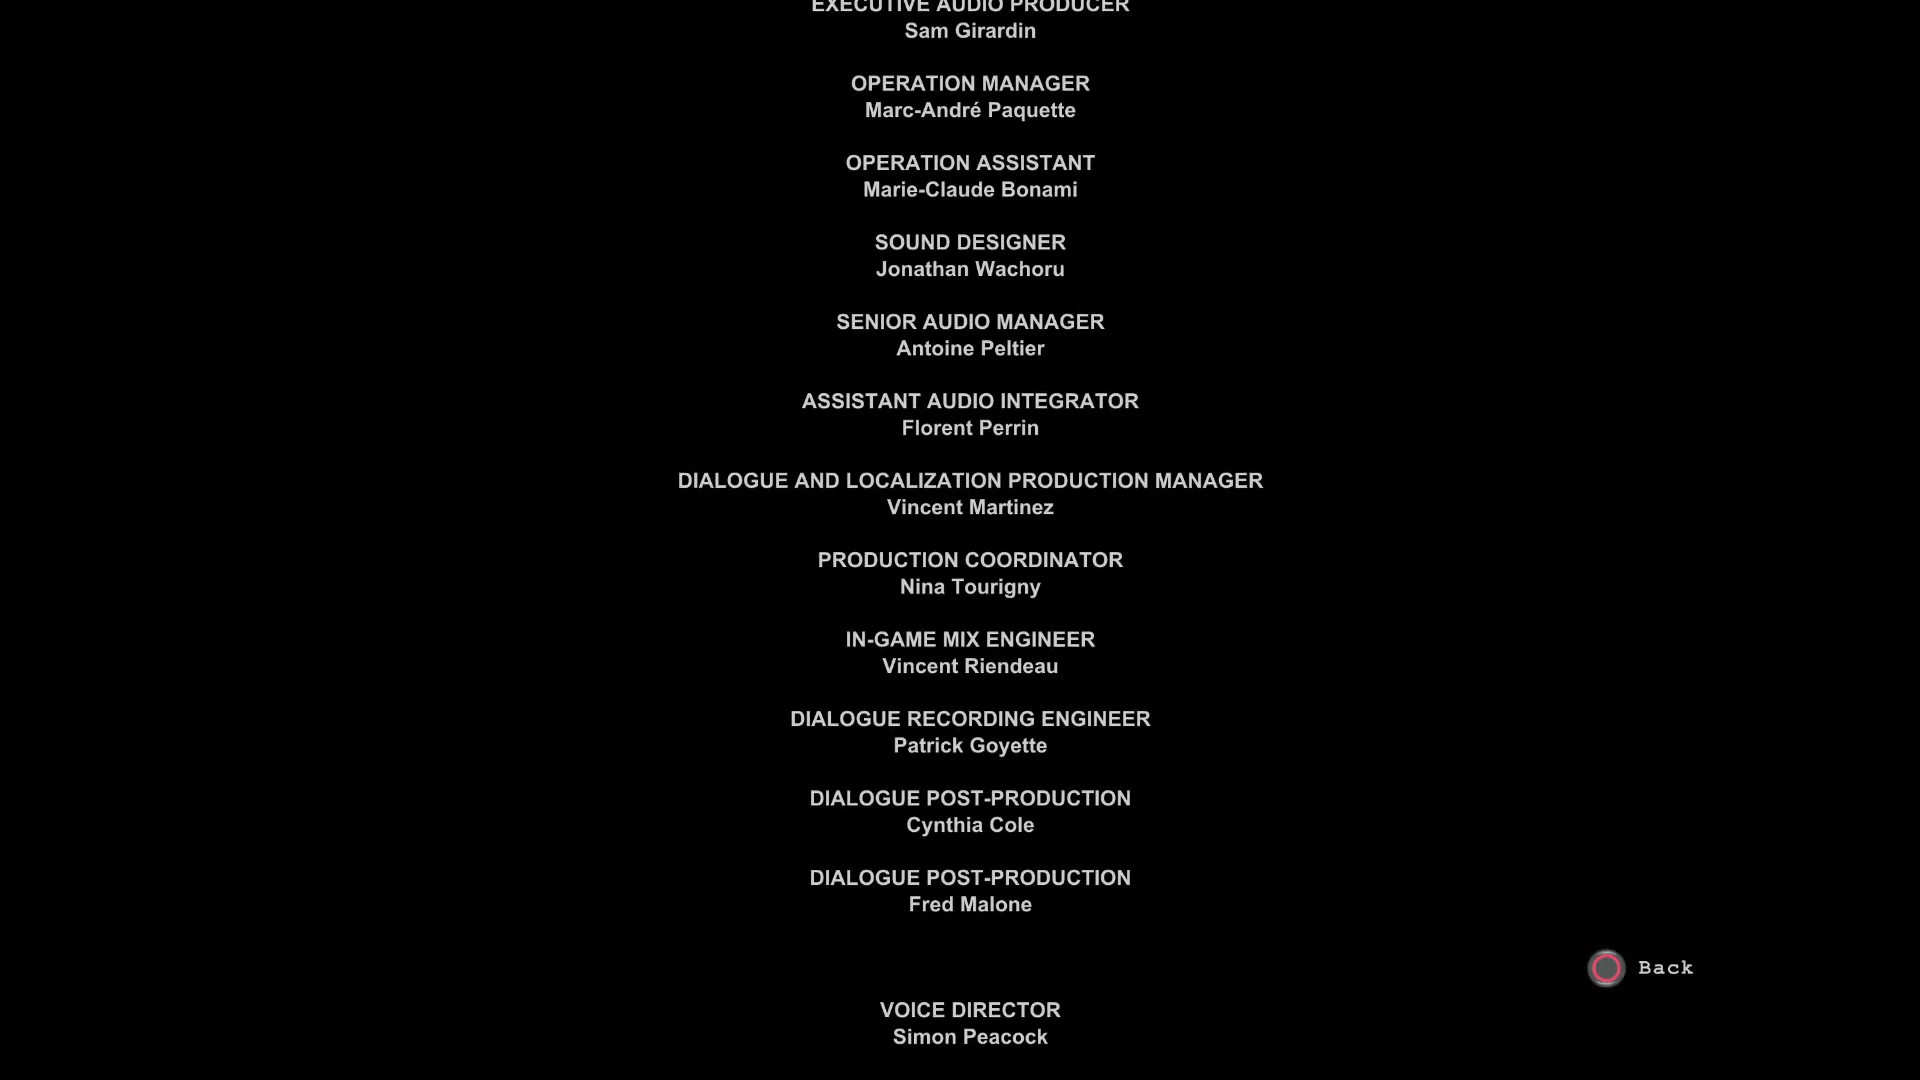 EXECUTIVE AUDIO PRODUCER
Sam Girardin
OPERATION MANAGER
Marc-André Paquette
OPERATION ASSISTANT
Marie-Claude Bonami
SOUND DESIGNER
Jonathan Wachoru
SENIOR AUDIO MANAGER
Antoine Peltier
ASSISTANT AUDIO INTEGRATOR
Florent Perrin
DIALOGUE AND LOCALIZATION PRODUCTION MANAGER
Vincent Martinez
PRODUCTION COORDINATOR
Nina Tourigny
IN-GAME MIX ENGINEER
Vincent Riendeau
DIALOGUE RECORDING ENGINEER
Patrick Goyette
DIALOGUE POST-PRODUCTION
Cynthia Cole
DIALOGUE POST-PRODUCTION
Fred Malone
Back
VOICE DIRECTOR
Simon Peacock